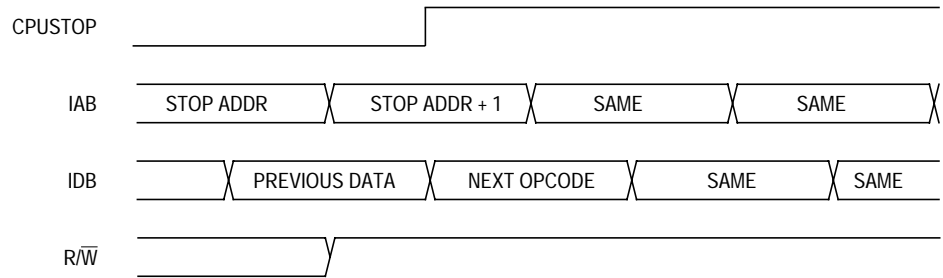 CPUSTOP
IAB STOP ADDR STOP ADDR + 1 SAME SAME
IDB PREVIOUS DATA NEXT OPCODE SAME SAME
R/W̅